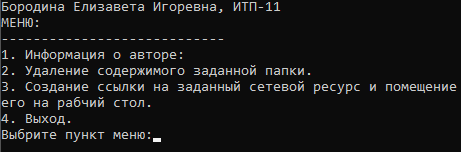 Бородина Елизавета Игоревна, ИТП-11
МЕНЮ:
----------------------------
1. Информация о авторе:
2. Удаление содержимого заданной папки.
3. Создание ссылки на заданный сетевой ресурс и помещение
его на рабчий стол.
4. Выход.
Выбрите пункт меню: